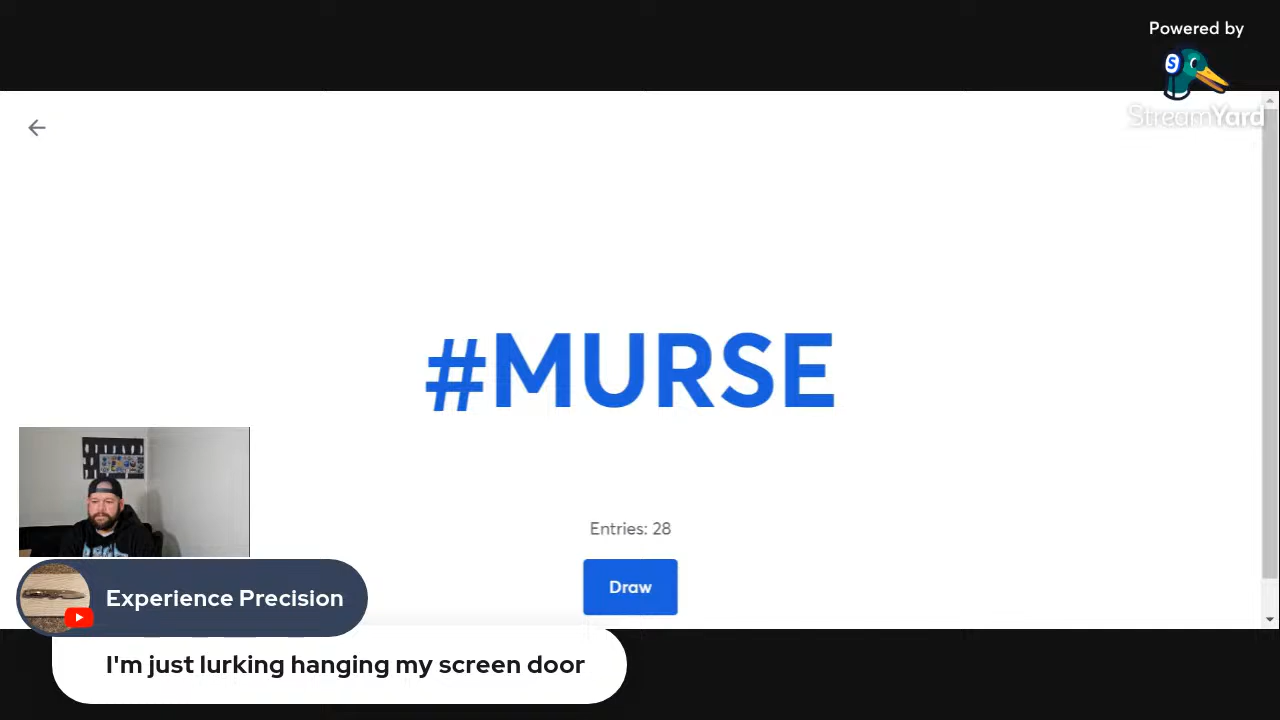 Powered by
StreamYard
#MURSE
Entries: 28
Draw
Experience Precision
I'm just lurking hanging my screen door